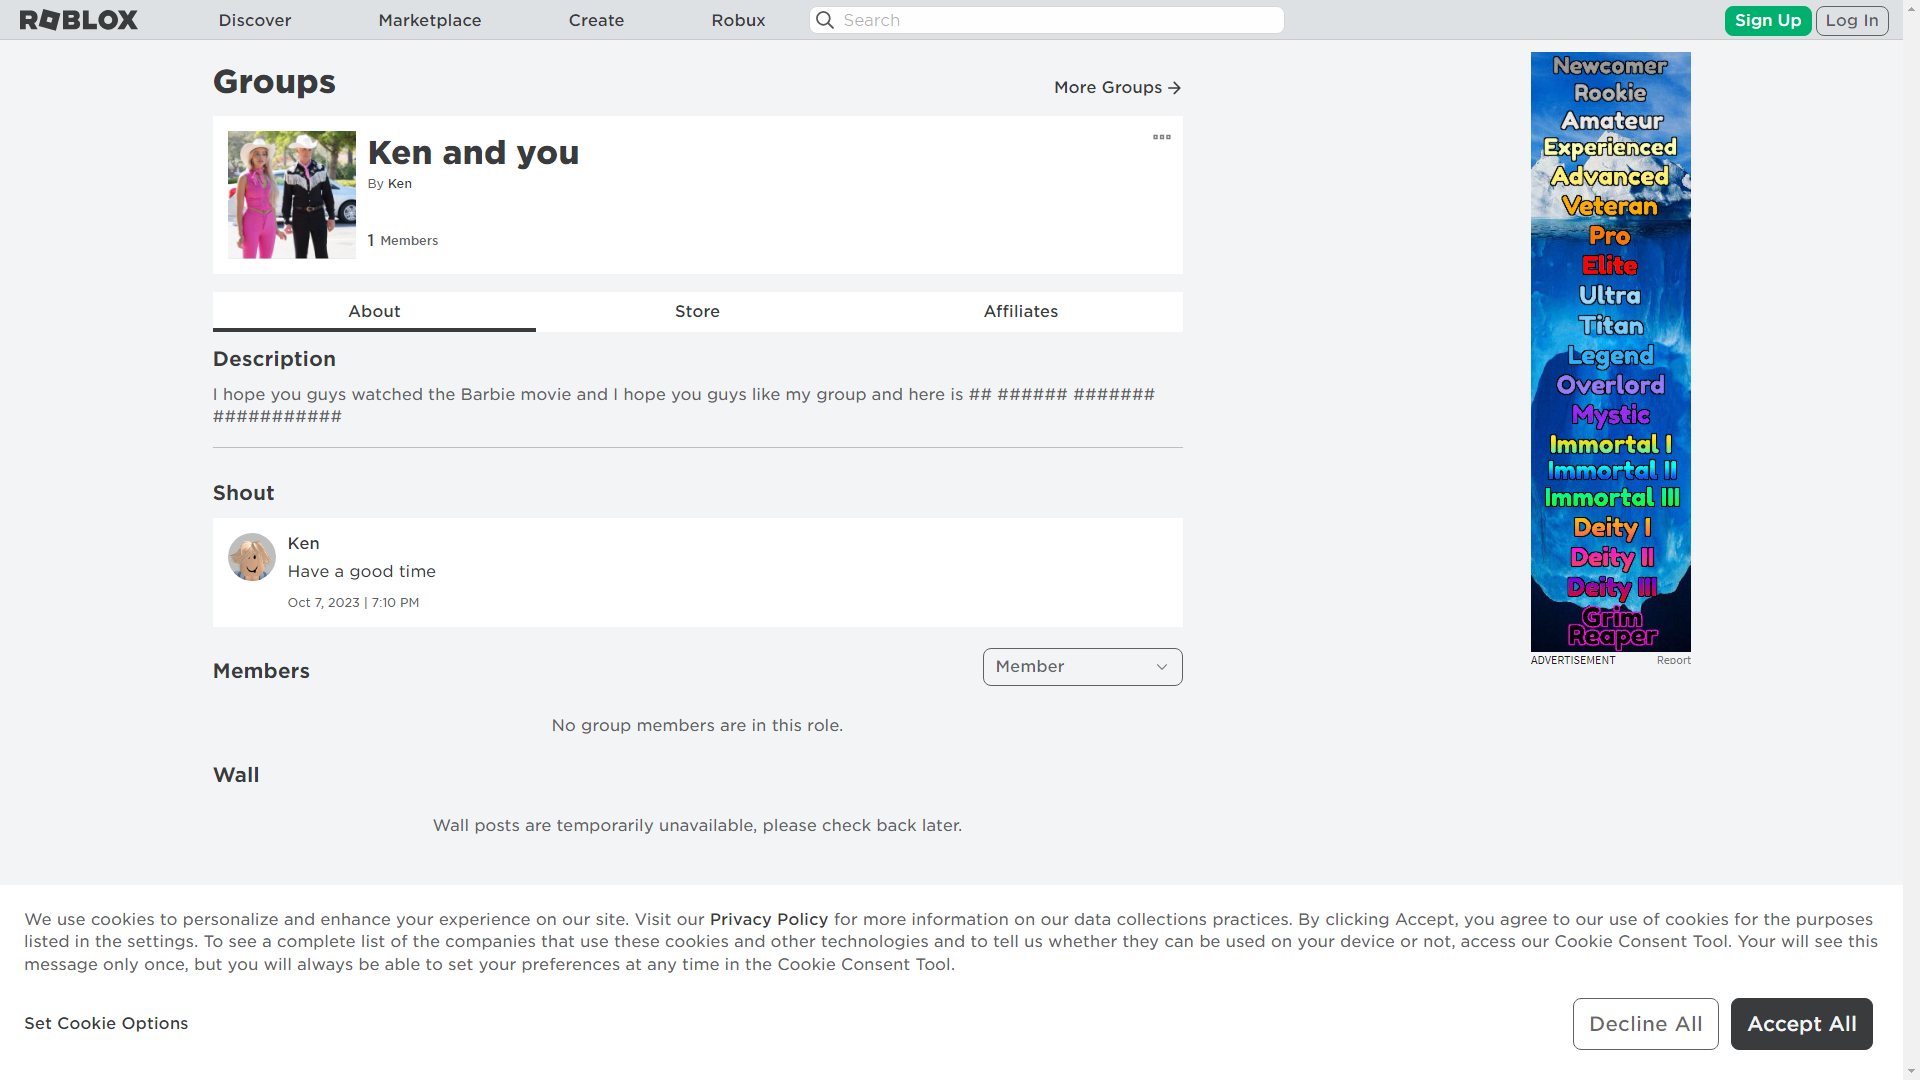 ROBLOX
Discover
Marketplace
Create
Robux
Search
Sign Up
Log In
Groups
More Groups
Ken and you
By Ken
1 Members
About
Store
Affiliates
Description
I hope you guys watched the Barbie movie and I hope you guys like my group and here is ## ###### #######
###########
Shout
Ken
Have a good time
Oct 7, 2023 | 7:10 PM
Members
Member
No group members are in this role.
Wall
Wall posts are temporarily unavailable, please check back later.
Newcomer
Rookie
Amateur
Experienced
Advanced
Veteran
Pro
Elite
Ultra
Titan
Legend
Overlord
Mystic
Immortal I
Immortal II
Immortal III
Deity I
Deity II
Deity III
Grim
Reaper
ADVERTISEMENT
Report
We use cookies to personalize and enhance your experience on our site. Visit our Privacy Policy for more information on our data collections practices. By clicking Accept, you agree to our use of cookies for the purposes
listed in the settings. To see a complete list of the companies that use these cookies and other technologies and to tell us whether they can be used on your device or not, access our Cookie Consent Tool. Your will see this
message only once, but you will always be able to set your preferences at any time in the Cookie Consent Tool.
Set Cookie Options
Decline All
Accept All